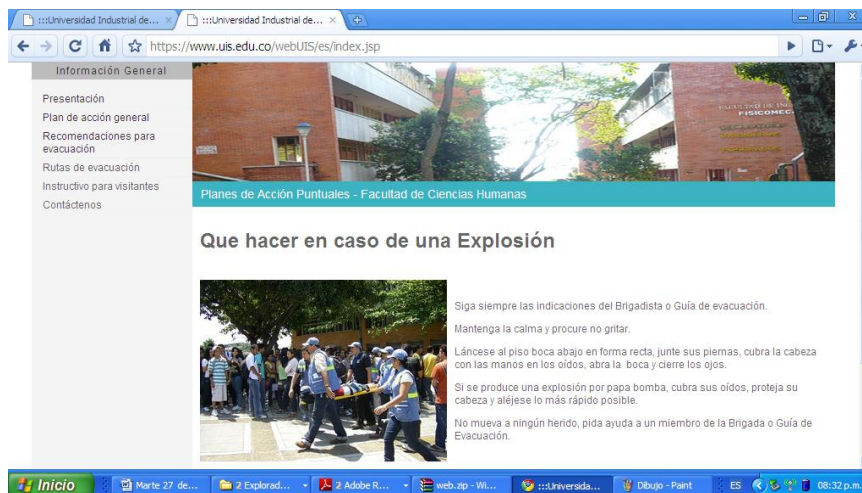 :::Universidad Industrial de...
:::Universidad Industrial de...
https://www.uis.edu.co/webUIS/es/index.jsp
Información General
Presentación
Plan de acción general
Recomendaciones para
evacuación
Rutas de evacuación
Instructivo para visitantes
Contáctenos
FISICOMEC
Planes de Acción Puntuales - Facultad de Ciencias Humanas
Que hacer en caso de una Explosión
Siga siempre las indicaciones del Brigadista o Guía de evacuación.
Mantenga la calma y procure no gritar.
Láncese al piso boca abajo en forma recta, junte sus piernas, cubra la cabeza
con las manos en los oídos, abra la boca y cierre los ojos.
Si se produce una explosión por papa bomba, cubra sus oídos, proteja su
cabeza y aléjese lo más rápido posible.
No mueva a ningún herido, pida ayuda a un miembro de la Brigada o Guía de
Evacuación.
Inicio
Marte 27 de...
2 Explorad...
2 Adobe R...
web.zip - Wi...
:::Universida...
Dibujo - Paint
ES
08:32 p.m.